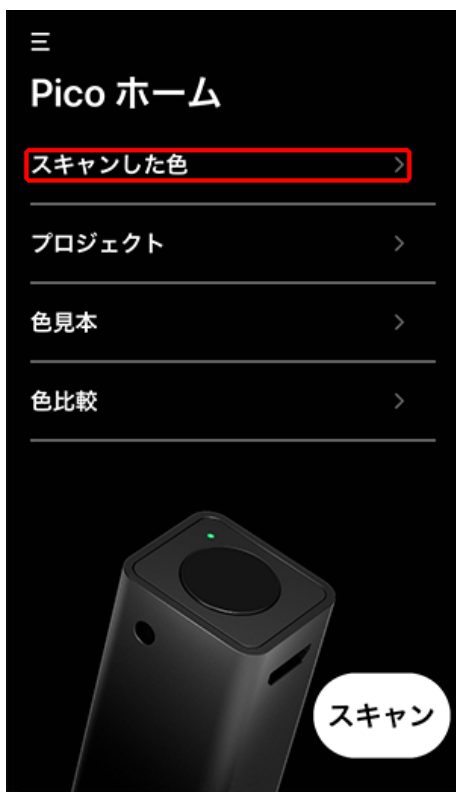 Pico ホーム
スキャンした色
プロジェクト
色見本
色比較
スキャン